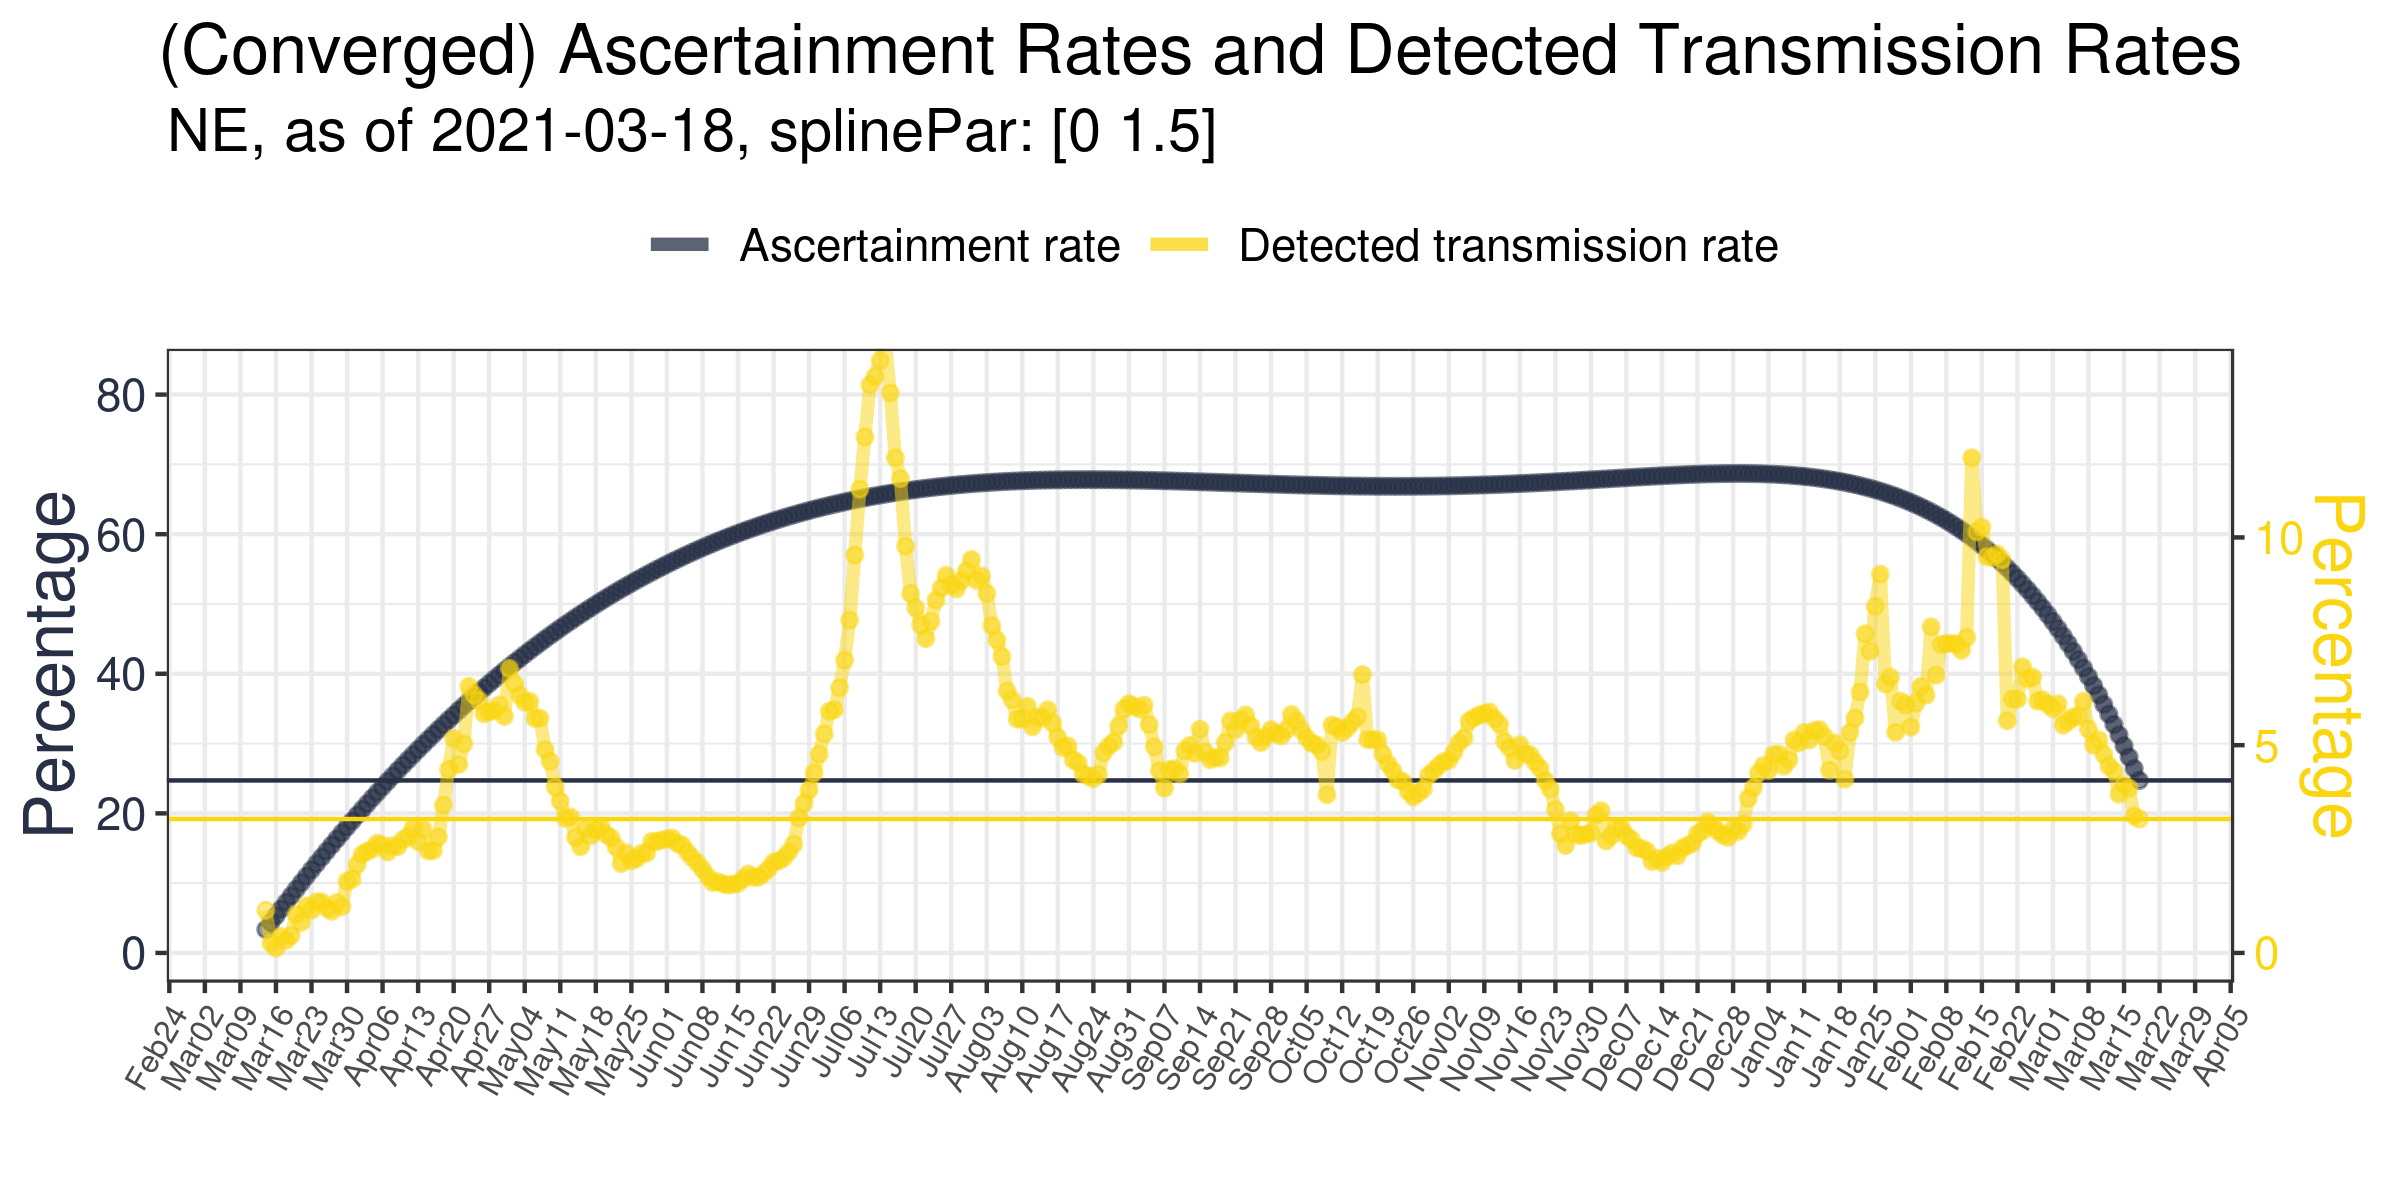 (Converged) Ascertainment Rates and Detected Transmission Rates
NE, as of 2021-03-18, splinePar: [0 1.5]
Ascertainment rate
Detected transmission rate
Percentage
80
60
40
20
0
10
5
0
Percentage
Feb24
Mar02
Mar09
Mar16
Mar23
Mar30
Apr06
Apr13
Apr20
Apr27
May04
May11
May18
May25
Jun01
Jun08
Jun15
Jun22
Jun29
Jul06
Jul13
Jul20
Jul27
Aug03
Aug10
Aug17
Aug24
Aug31
Sep07
Sep14
Sep21
Sep28
Oct05
Oct12
Oct19
Oct26
Nov02
Nov09
Nov16
Nov23
Nov30
Dec07
Dec14
Dec21
Dec28
Jan04
Jan11
Jan18
Jan25
Feb01
Feb08
Feb15
Feb22
Mar01
Mar08
Mar15
Mar22
Mar29
Apr05